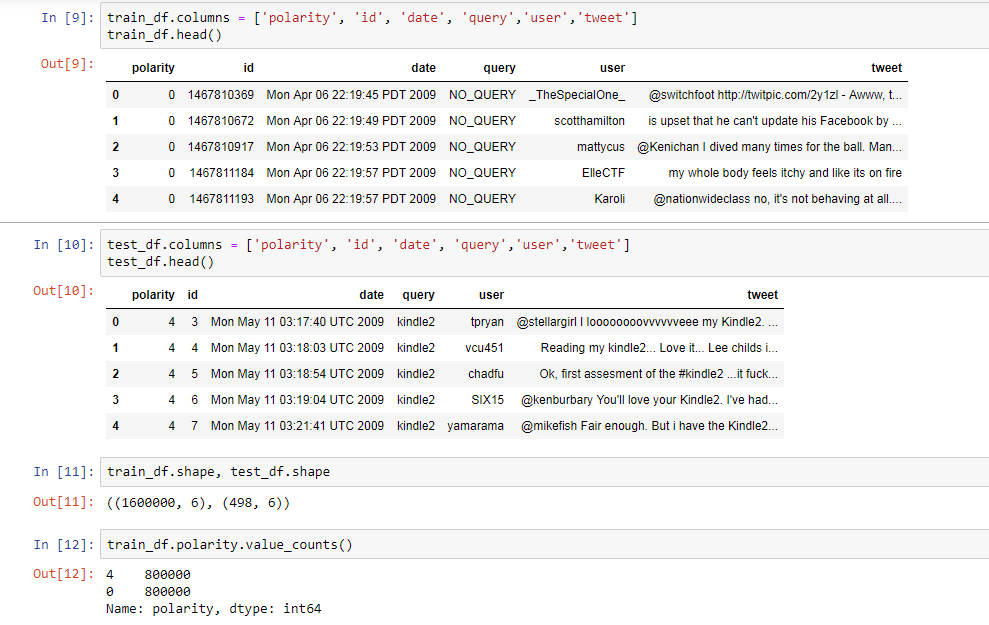 In [9]: train_df.columns = ['polarity', 'id', 'date', 'query','user','tweet']
train_df.head()
Out[9]:
polarity id date query user tweet
0 0 1467810369 Mon Apr 06 22:19:45 PDT 2009 NO_QUERY _TheSpecialOne_ @switchfoot http://twitpic.com/2y1zl - Awww, t...
1 0 1467810672 Mon Apr 06 22:19:49 PDT 2009 NO_QUERY scotthamilton is upset that he can't update his Facebook by ...
2 0 1467810917 Mon Apr 06 22:19:53 PDT 2009 NO_QUERY mattycus @Kenichan I dived many times for the ball. Man...
3 0 1467811184 Mon Apr 06 22:19:57 PDT 2009 NO_QUERY ElleCTF my whole body feels itchy and like its on fire
4 0 1467811193 Mon Apr 06 22:19:57 PDT 2009 NO_QUERY Karoli @nationwideclass no, it's not behaving at all....
In [10]: test_df.columns = ['polarity', 'id', 'date', 'query','user','tweet']
test_df.head()
Out[10]:
polarity id date query user tweet
0 4 3 Mon May 11 03:17:40 UTC 2009 kindle2 tpryan @stellargirl I loooooooovvvvvveee my Kindle2. ...
1 4 4 Mon May 11 03:18:03 UTC 2009 kindle2 vcu451 Reading my kindle2... Love it... Lee childs i...
2 4 5 Mon May 11 03:18:54 UTC 2009 kindle2 chadfu Ok, first assesment of the #kindle2 ...it fuck...
3 4 6 Mon May 11 03:19:04 UTC 2009 kindle2 SIX15 @kenburbary You'll love your Kindle2. I've had...
4 4 7 Mon May 11 03:21:41 UTC 2009 kindle2 yamarama @mikefish Fair enough. But i have the Kindle2...
In [11]: train_df.shape, test_df.shape
Out[11]: ((1600000, 6), (498, 6))
In [12]: train_df.polarity.value_counts()
Out[12]: 4 800000
0 800000
Name: polarity, dtype: int64